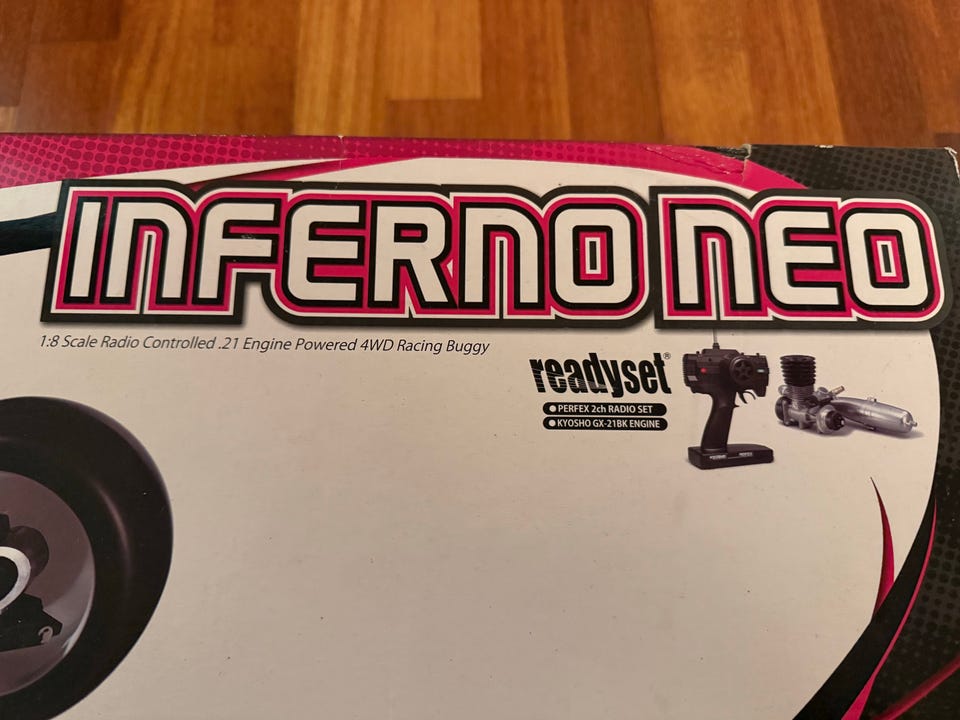 INFERNO NEO
1:8 Scale Radio Controlled .21 Engine Powered 4WD Racing Buggy
readyset®
● PERFEX 2ch RADIO SET
● KYOSHO GX-21BK ENGINE